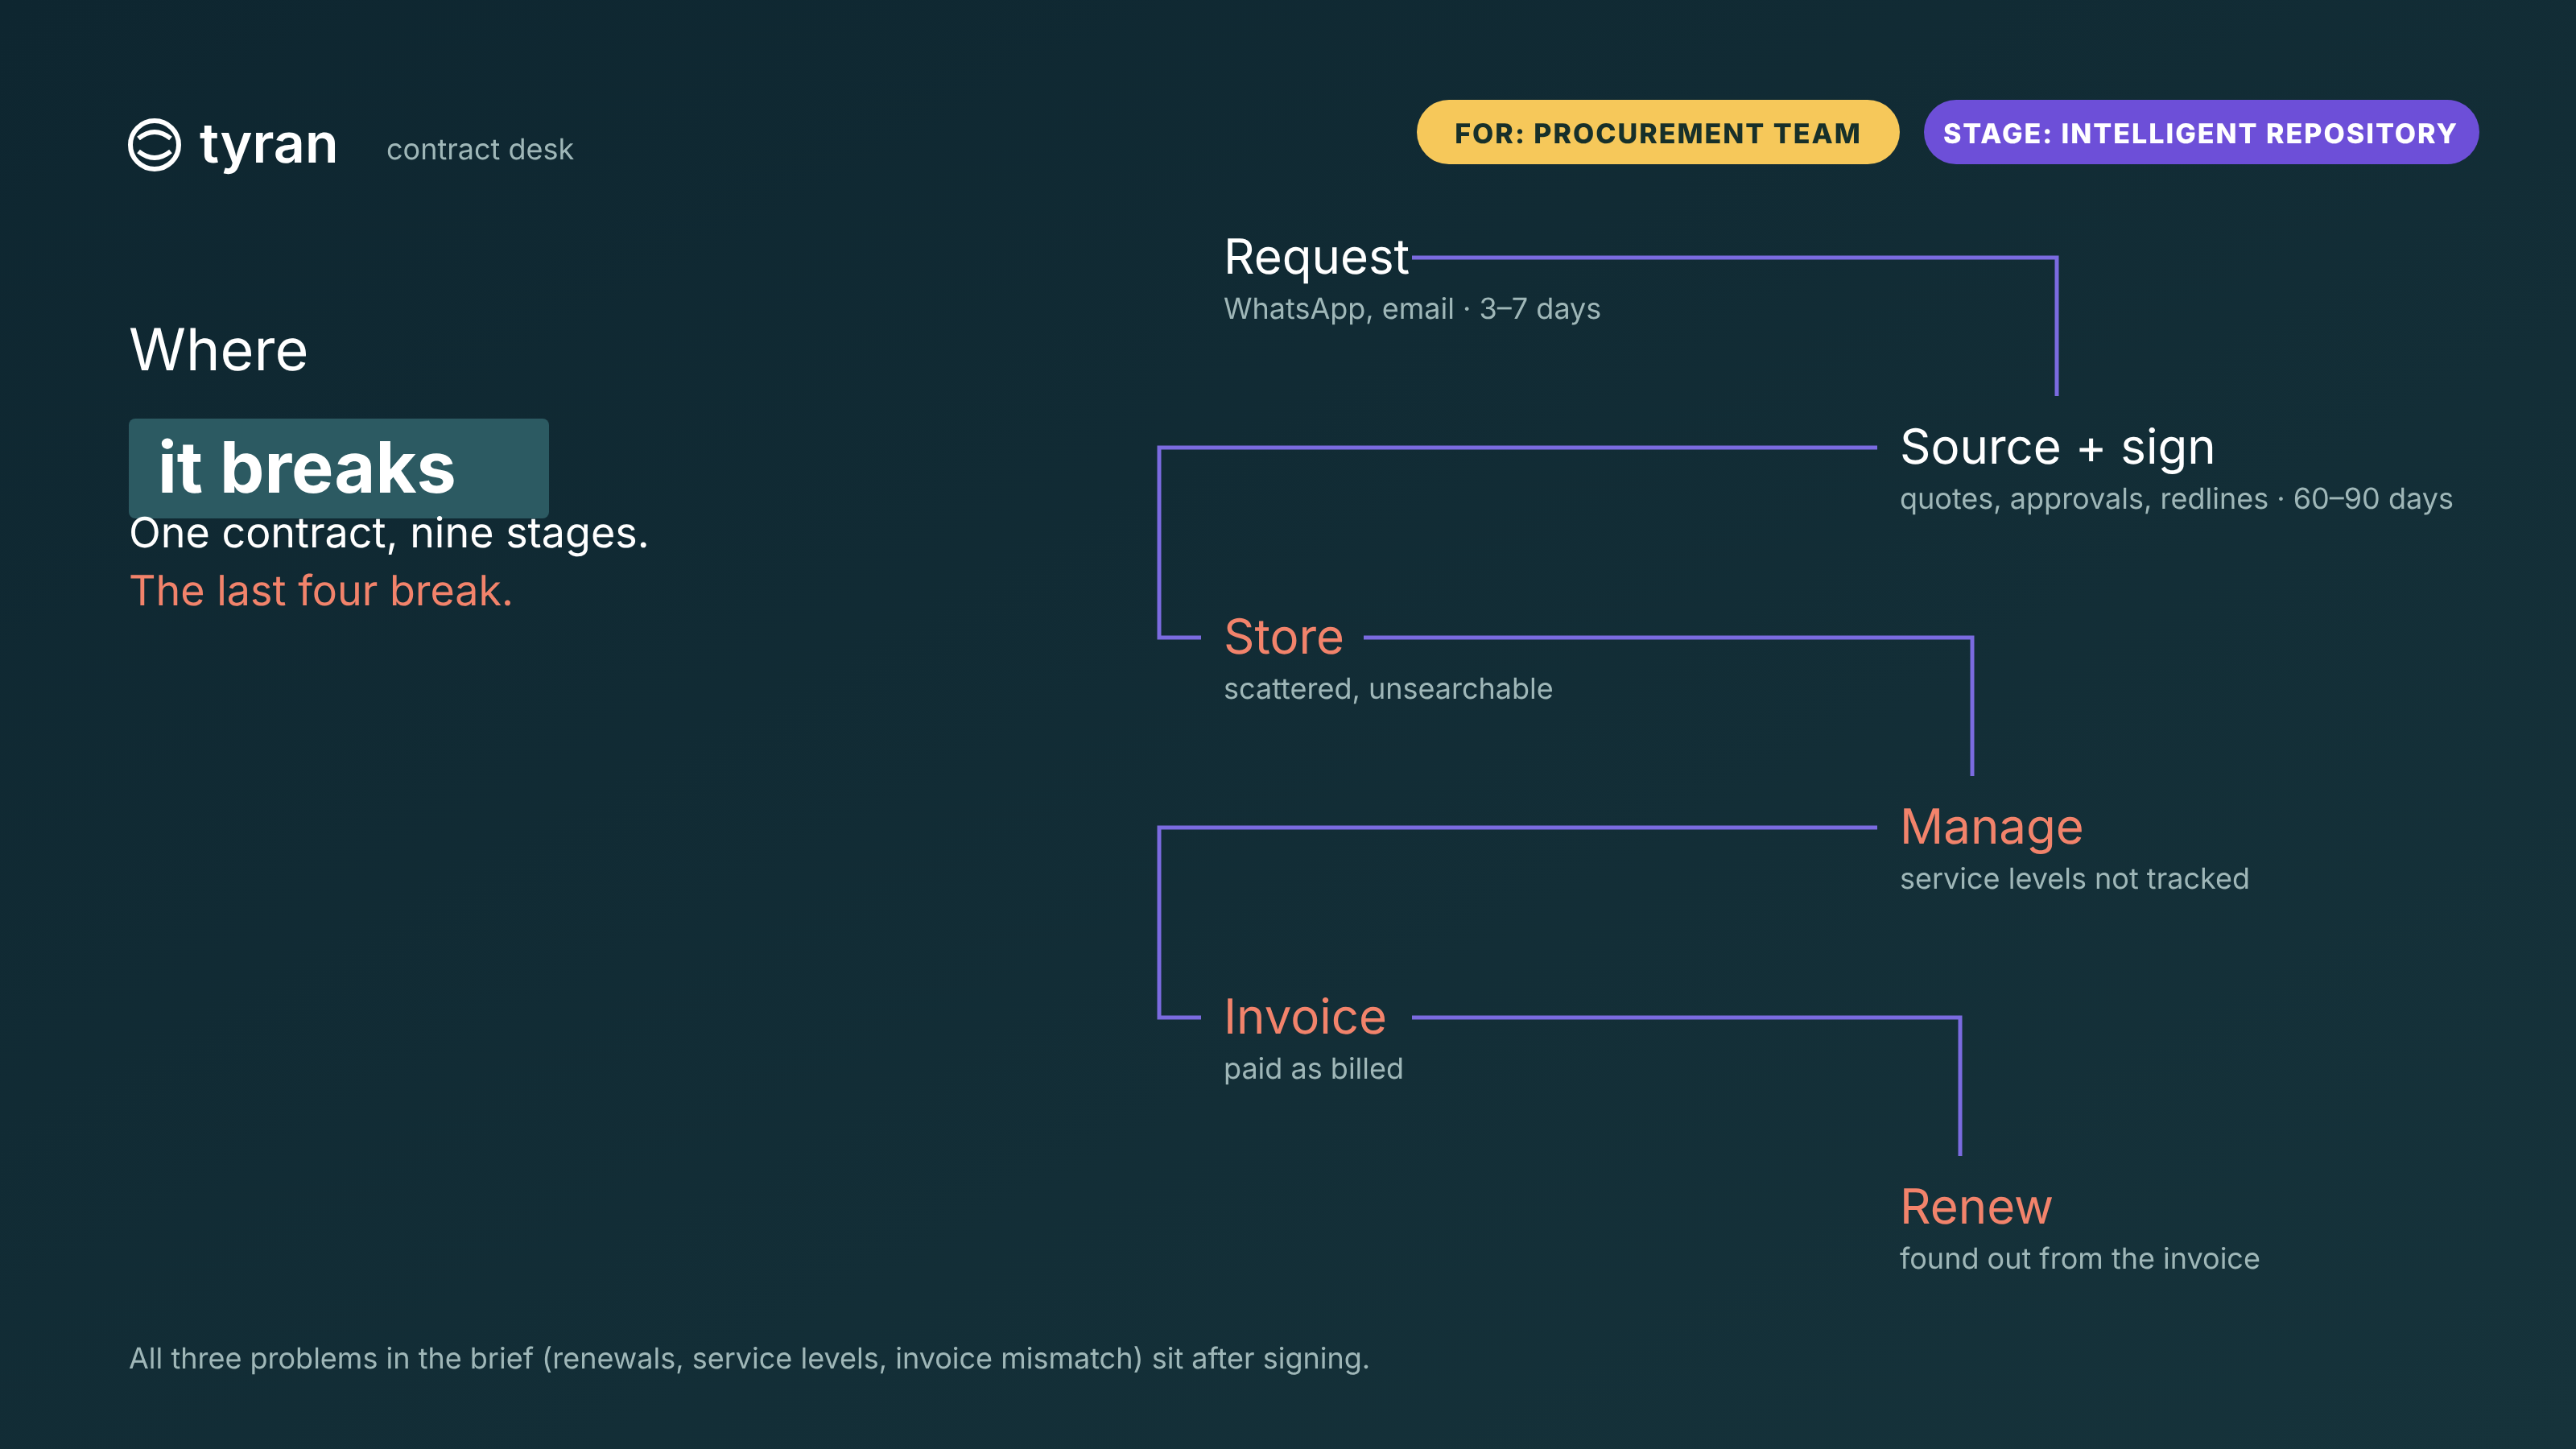 tyran
contract desk
FOR: PROCUREMENT TEAM
STAGE: INTELLIGENT REPOSITORY
Where
it breaks
One contract, nine stages.
The last four break.
Request
WhatsApp, email · 3–7 days
Source + sign
quotes, approvals, redlines · 60–90 days
Store
scattered, unsearchable
Manage
service levels not tracked
Invoice
paid as billed
Renew
found out from the invoice
All three problems in the brief (renewals, service levels, invoice mismatch) sit after signing.